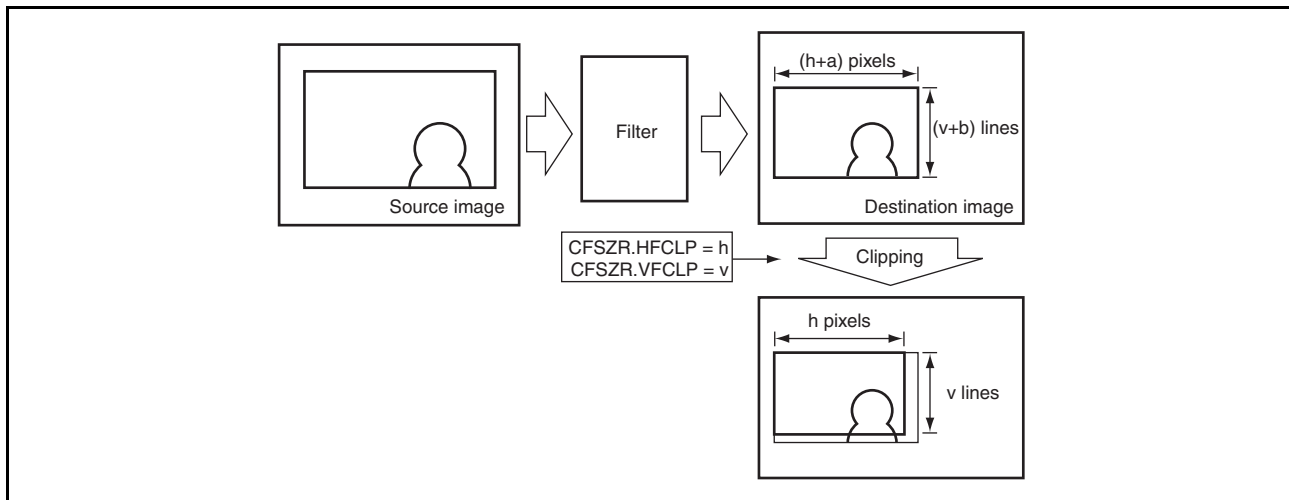 (h+a) pixels
(v+b) lines
Filter
Source image
Destination image
CFSZR.HFCLP = h
CFSZR.VFCLP = v
Clipping
h pixels
v lines